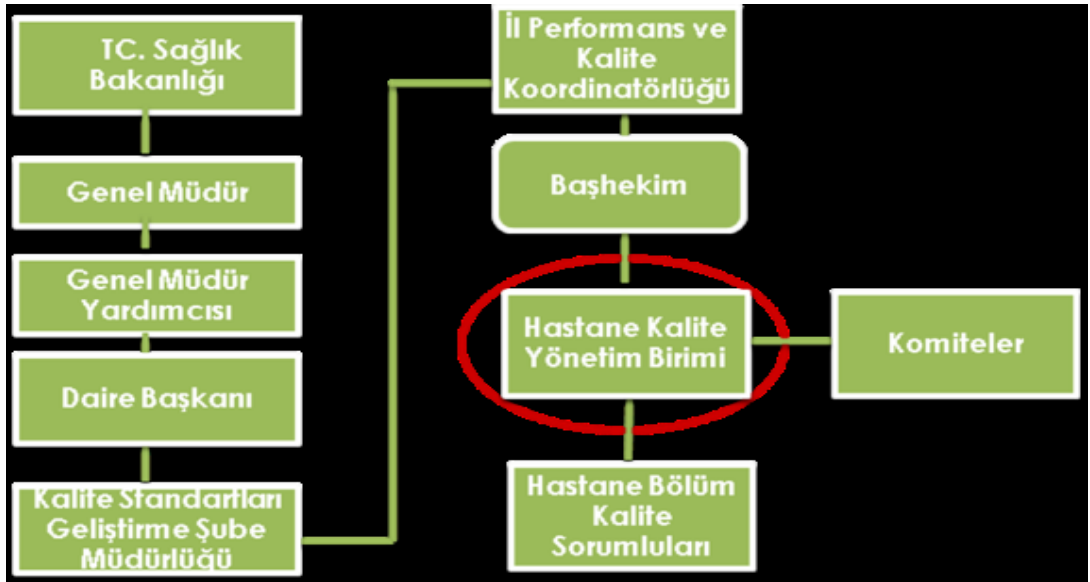 TC. Sağlık
Bakanlığı
Genel Müdür
Genel Müdür
Yardımcısı
Daire Başkanı
Kalite Standartları
Geliştirme Şube
Müdürlüğü
İl Performans ve
Kalite
Koordinatörlüğü
Başhekim
Hastane Kalite
Yönetim Birimi
Komiteler
Hastane Bölüm
Kalite
Sorumluları